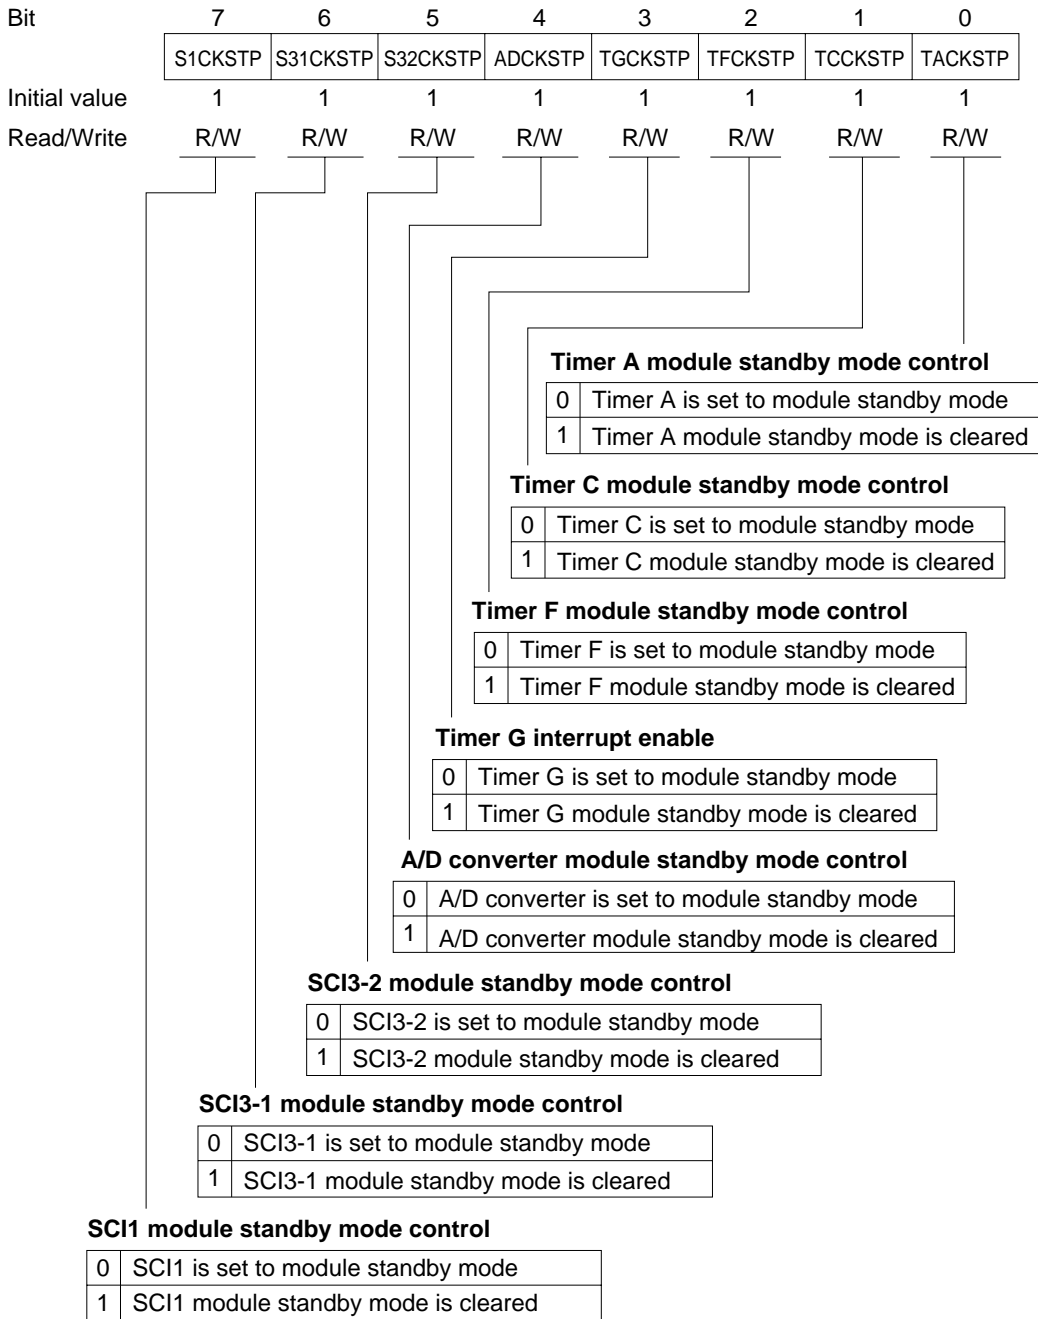 Bit 7 6 5 4 3 2 1 0
S1CKSTP S31CKSTP S32CKSTP ADCKSTP TGCKSTP TFCKSTP TCCKSTP TACKSTP
Initial value 1 1 1 1 1 1 1 1
Read/Write R/W R/W R/W R/W R/W R/W R/W R/W
Timer A module standby mode control
0 Timer A is set to module standby mode
1 Timer A module standby mode is cleared
Timer C module standby mode control
0 Timer C is set to module standby mode
1 Timer C module standby mode is cleared
Timer F module standby mode control
0 Timer F is set to module standby mode
1 Timer F module standby mode is cleared
Timer G interrupt enable
0 Timer G is set to module standby mode
1 Timer G module standby mode is cleared
A/D converter module standby mode control
0 A/D converter is set to module standby mode
1 A/D converter module standby mode is cleared
SCI3-2 module standby mode control
0 SCI3-2 is set to module standby mode
1 SCI3-2 module standby mode is cleared
SCI3-1 module standby mode control
0 SCI3-1 is set to module standby mode
1 SCI3-1 module standby mode is cleared
SCI1 module standby mode control
0 SCI1 is set to module standby mode
1 SCI1 module standby mode is cleared